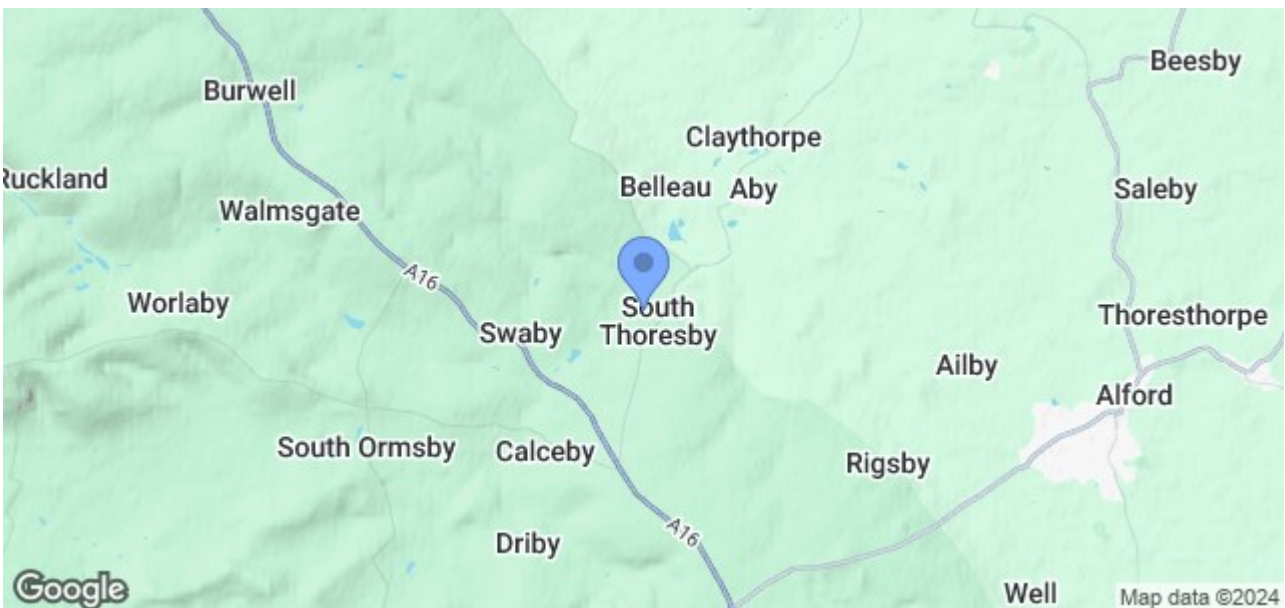 Beesby
Burwell
Claythorpe
Ruckland
Belleau
Aby
Saleby
Walmsgate
A16
Worlaby
South
Thoresby
Swaby
Thoresthorpe
Ailby
Alford
South Ormsby
Calceby
Rigsby
A16
Driby
Well
Google
Map data ©2024